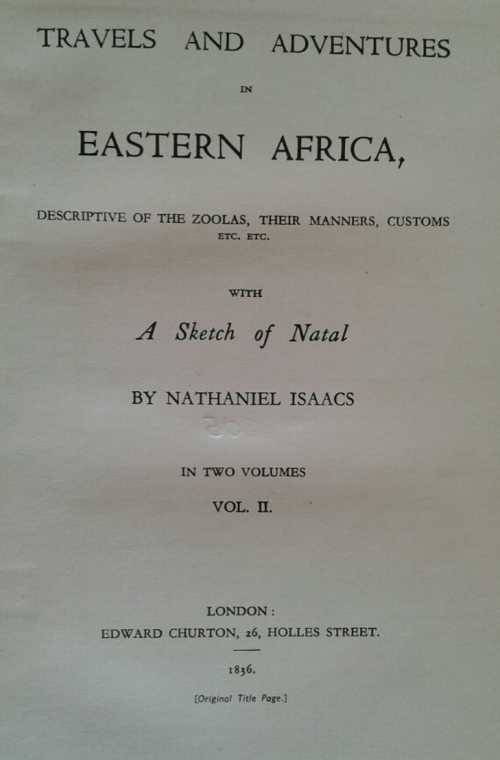 TRAVELS AND ADVENTURES
IN
EASTERN AFRICA,
DESCRIPTIVE OF THE ZOOLAS, THEIR MANNERS, CUSTOMS
ETC. ETC.
WITH
A Sketch of Natal
BY NATHANIEL ISAACS
IN TWO VOLUMES
VOL. II.
LONDON:
EDWARD CHURTON, 26, HOLLES STREET.
1836.
[Original Title Page.]